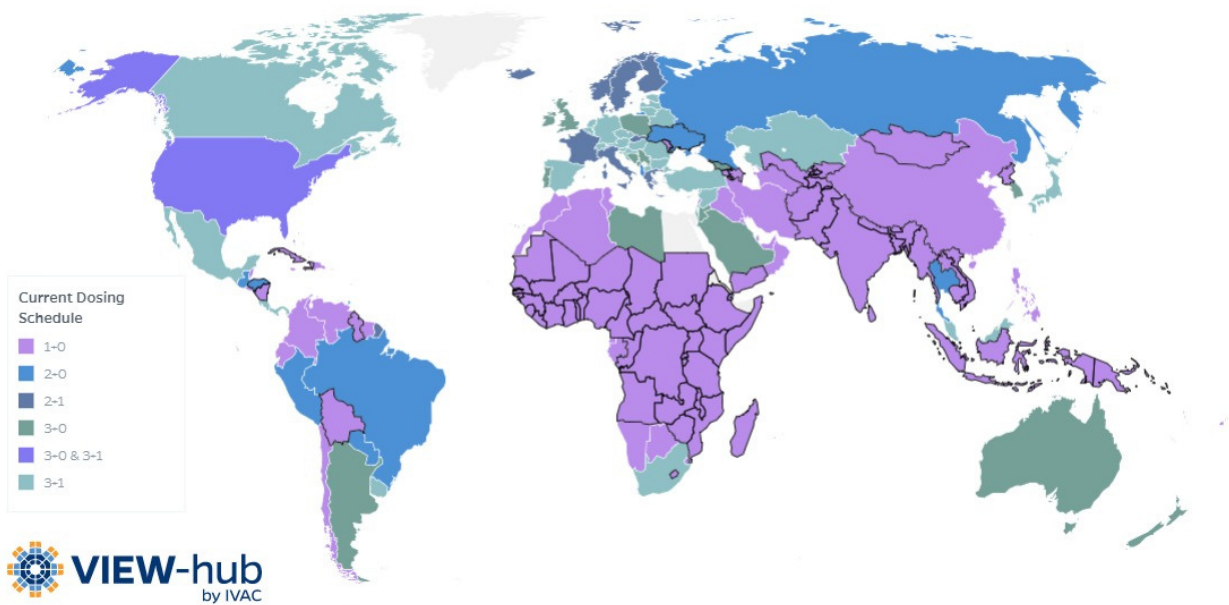 Current Dosing
Schedule
1+0
2+0
2+1
3+0
3+0 & 3+1
3+1
VIEW-hub
by IVAC